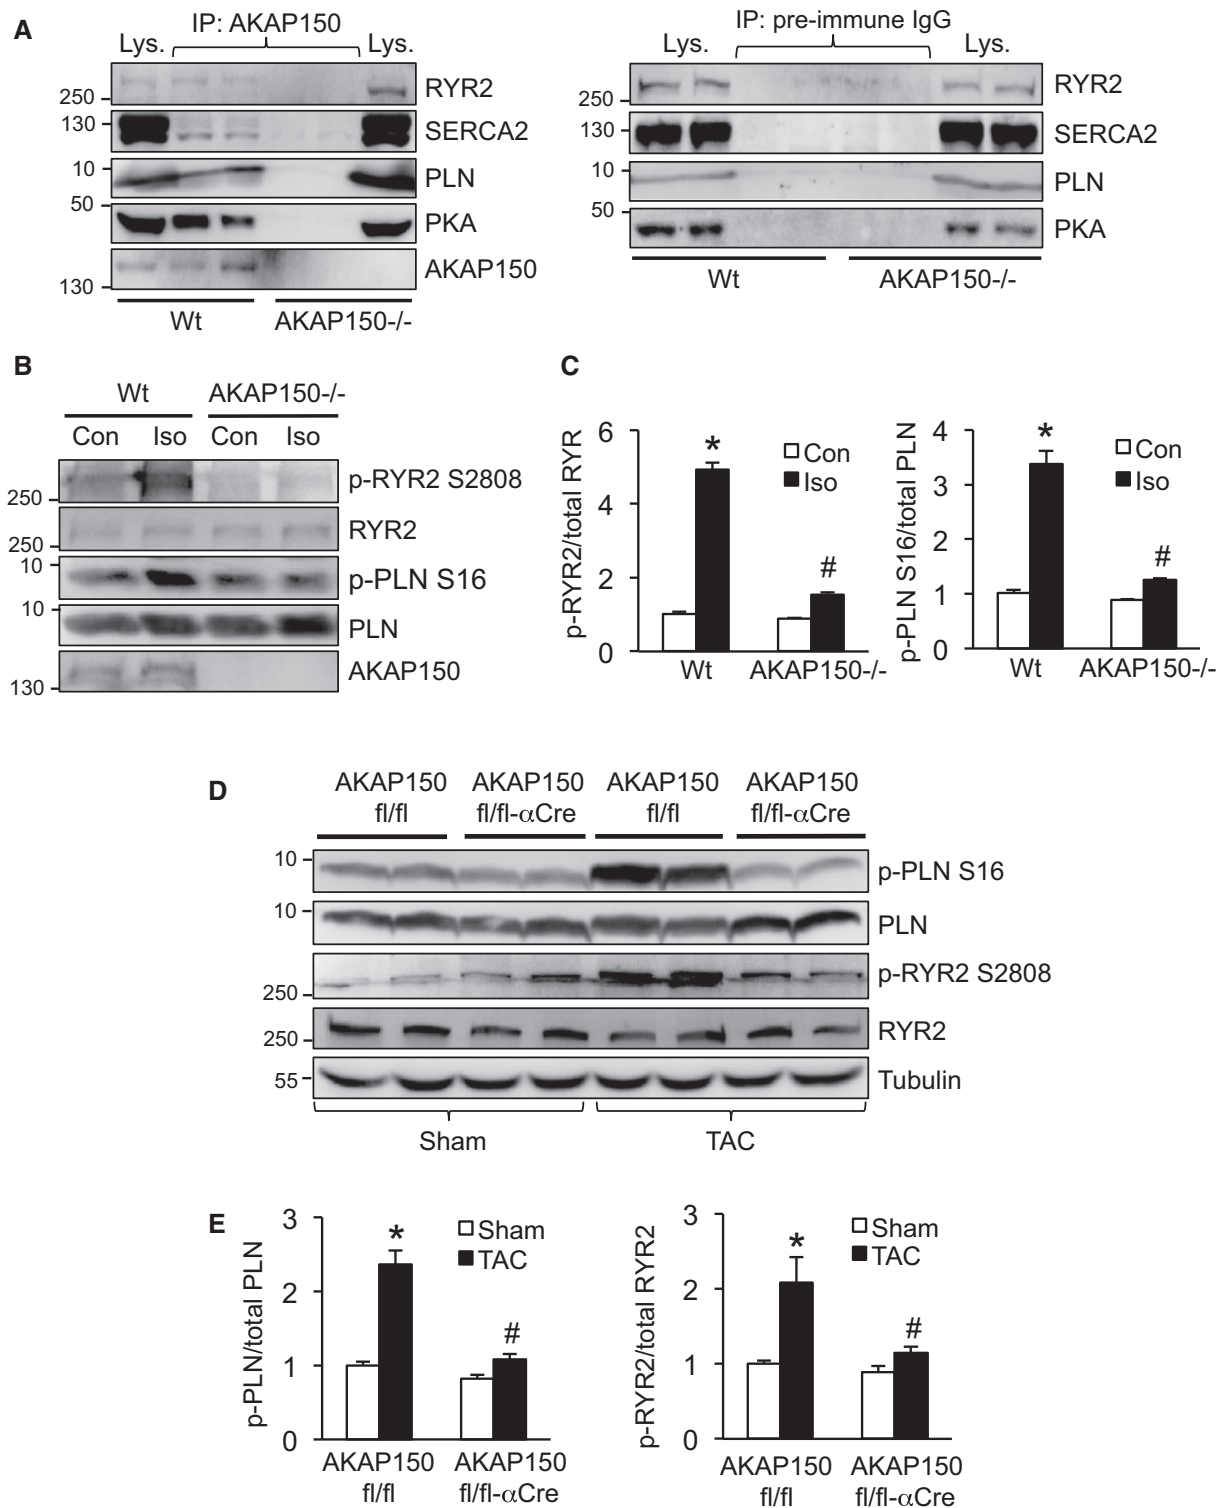 A
IP: AKAP150
Lys.
Lys.
250
RYR2
130
SERCA2
10
PLN
50
PKA
AKAP150
130
Wt
AKAP150-/-
IP: pre-immune IgG
Lys.
Lys.
250
RYR2
130
SERCA2
10
PLN
50
PKA
Wt
AKAP150-/-
B
Wt
AKAP150-/-
Con
Iso
Con
Iso
p-RYR2 S2808
250
RYR2
250
10
p-PLN S16
10
PLN
AKAP150
130
C
p-RYR2/total RYR
6
4
2
0
*
#
Con
Iso
Wt
AKAP150-/-
p-PLN S16/total PLN
4
3
2
1
0
*
#
Con
Iso
Wt
AKAP150-/-
D
AKAP150
fl/fl
AKAP150
fl/fl-αCre
AKAP150
fl/fl
AKAP150
fl/fl-αCre
10
p-PLN S16
10
PLN
p-RYR2 S2808
250
RYR2
250
55
Tubulin
Sham
TAC
E
p-PLN/total PLN
3
2
1
0
*
#
Sham
TAC
AKAP150
fl/fl
AKAP150
fl/fl-αCre
p-RYR2/total RYR2
3
2
1
0
*
#
Sham
TAC
AKAP150
fl/fl
AKAP150
fl/fl-αCre